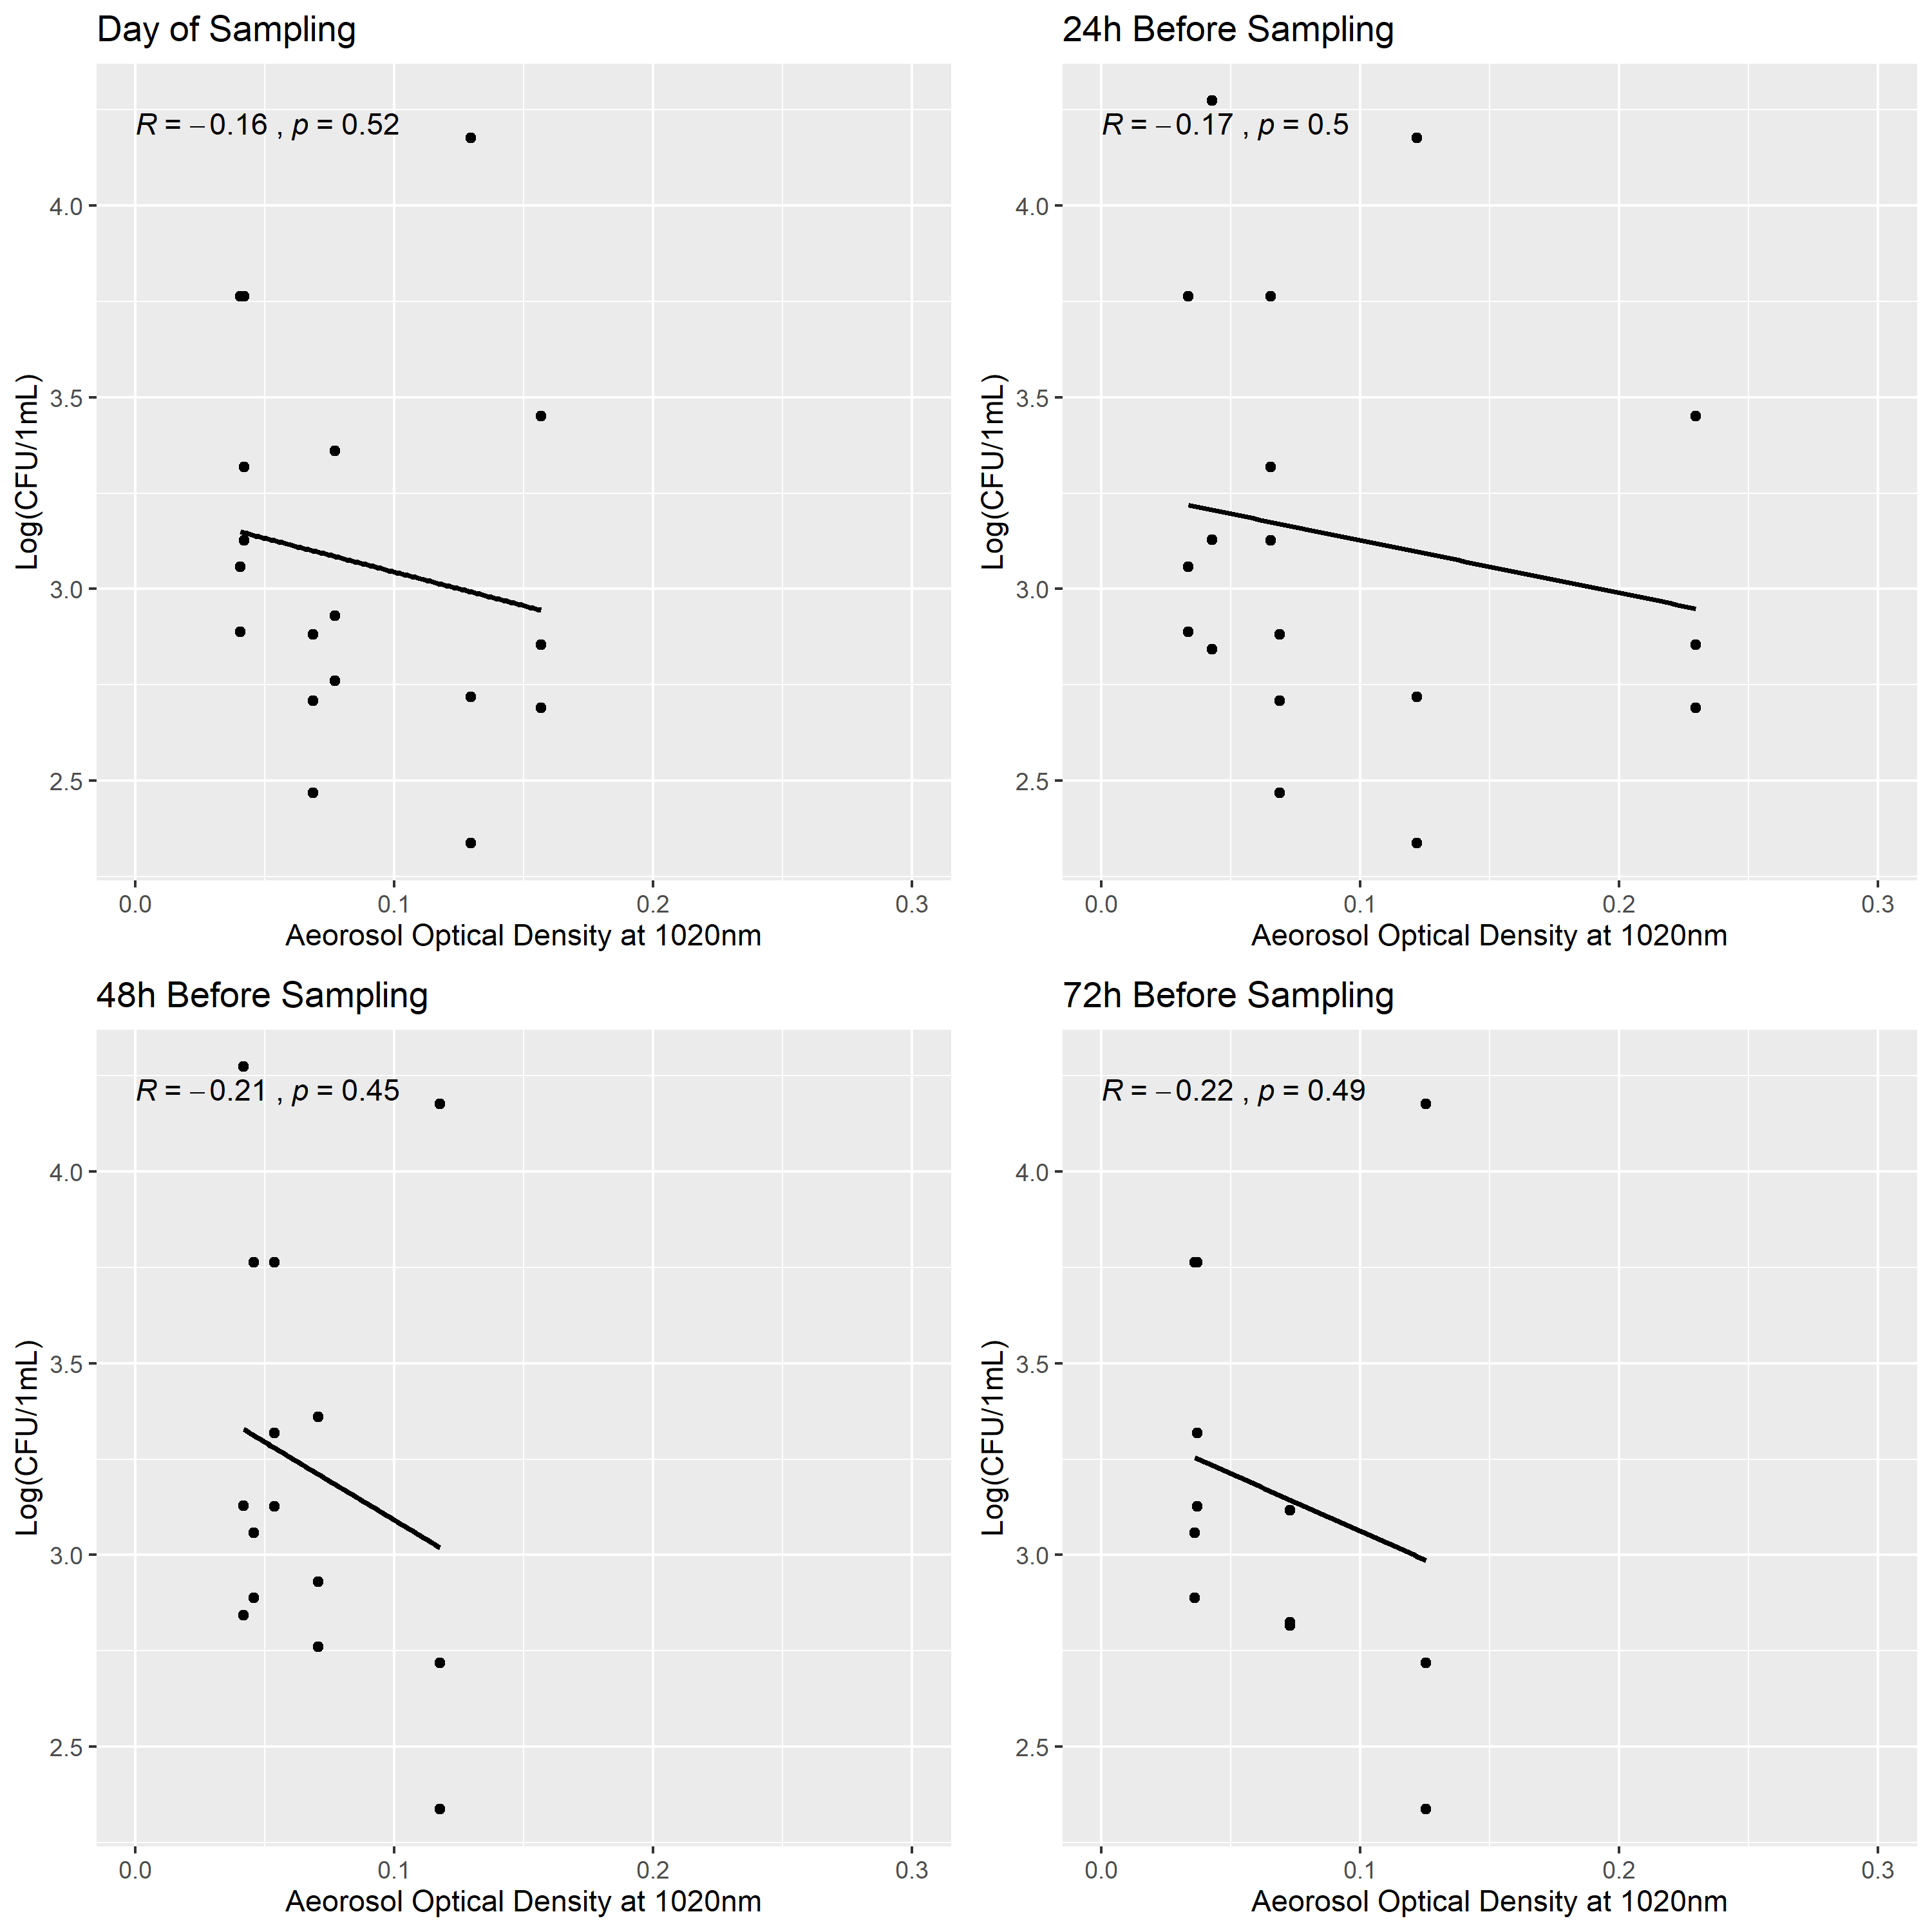 Day of Sampling
R = −0.16 , p = 0.52
4.0
3.5
3.0
2.5
Log(CFU/1mL)
0.0 0.1 0.2 0.3
Aeorosol Optical Density at 1020nm
24h Before Sampling
R = −0.17 , p = 0.5
4.0
3.5
3.0
2.5
Log(CFU/1mL)
0.0 0.1 0.2 0.3
Aeorosol Optical Density at 1020nm
48h Before Sampling
R = −0.21 , p = 0.45
4.0
3.5
3.0
2.5
Log(CFU/1mL)
0.0 0.1 0.2 0.3
Aeorosol Optical Density at 1020nm
72h Before Sampling
R = −0.22 , p = 0.49
4.0
3.5
3.0
2.5
Log(CFU/1mL)
0.0 0.1 0.2 0.3
Aeorosol Optical Density at 1020nm